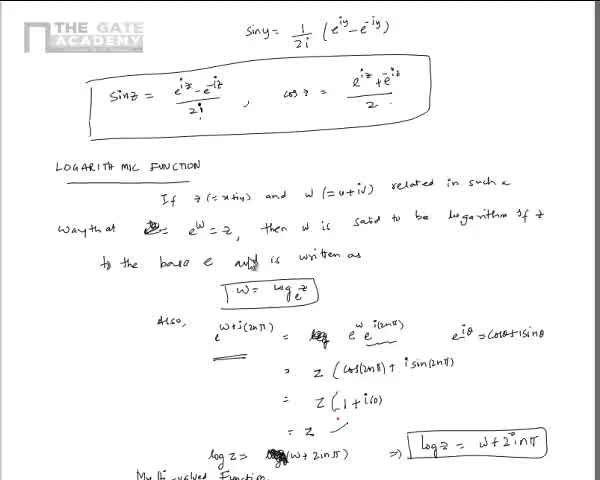 THE GATE
ACADEMY
siny = 1/2i (e^iy - e^-iy)
sinz = (e^iz - e^-iz)/2i , cos z = (e^iz + e^-iz)/2
LOGARITHMIC FUNCTION
If z (= x+iy) and w (= u+iv) related in such a
way that e^w = z, then w is said to be logarithm of z
to the base e and is written as
w = log_e z
Also, e^w+i(2nπ) = e^w e^i(2nπ) e^iθ = cosθ + isinθ
= z (cos(2nπ) + i sin(2nπ)
= z (1 + i(0)
= z
log z = (w + 2inπ) ⇒ log z = w + 2inπ
Multi-valued Function.